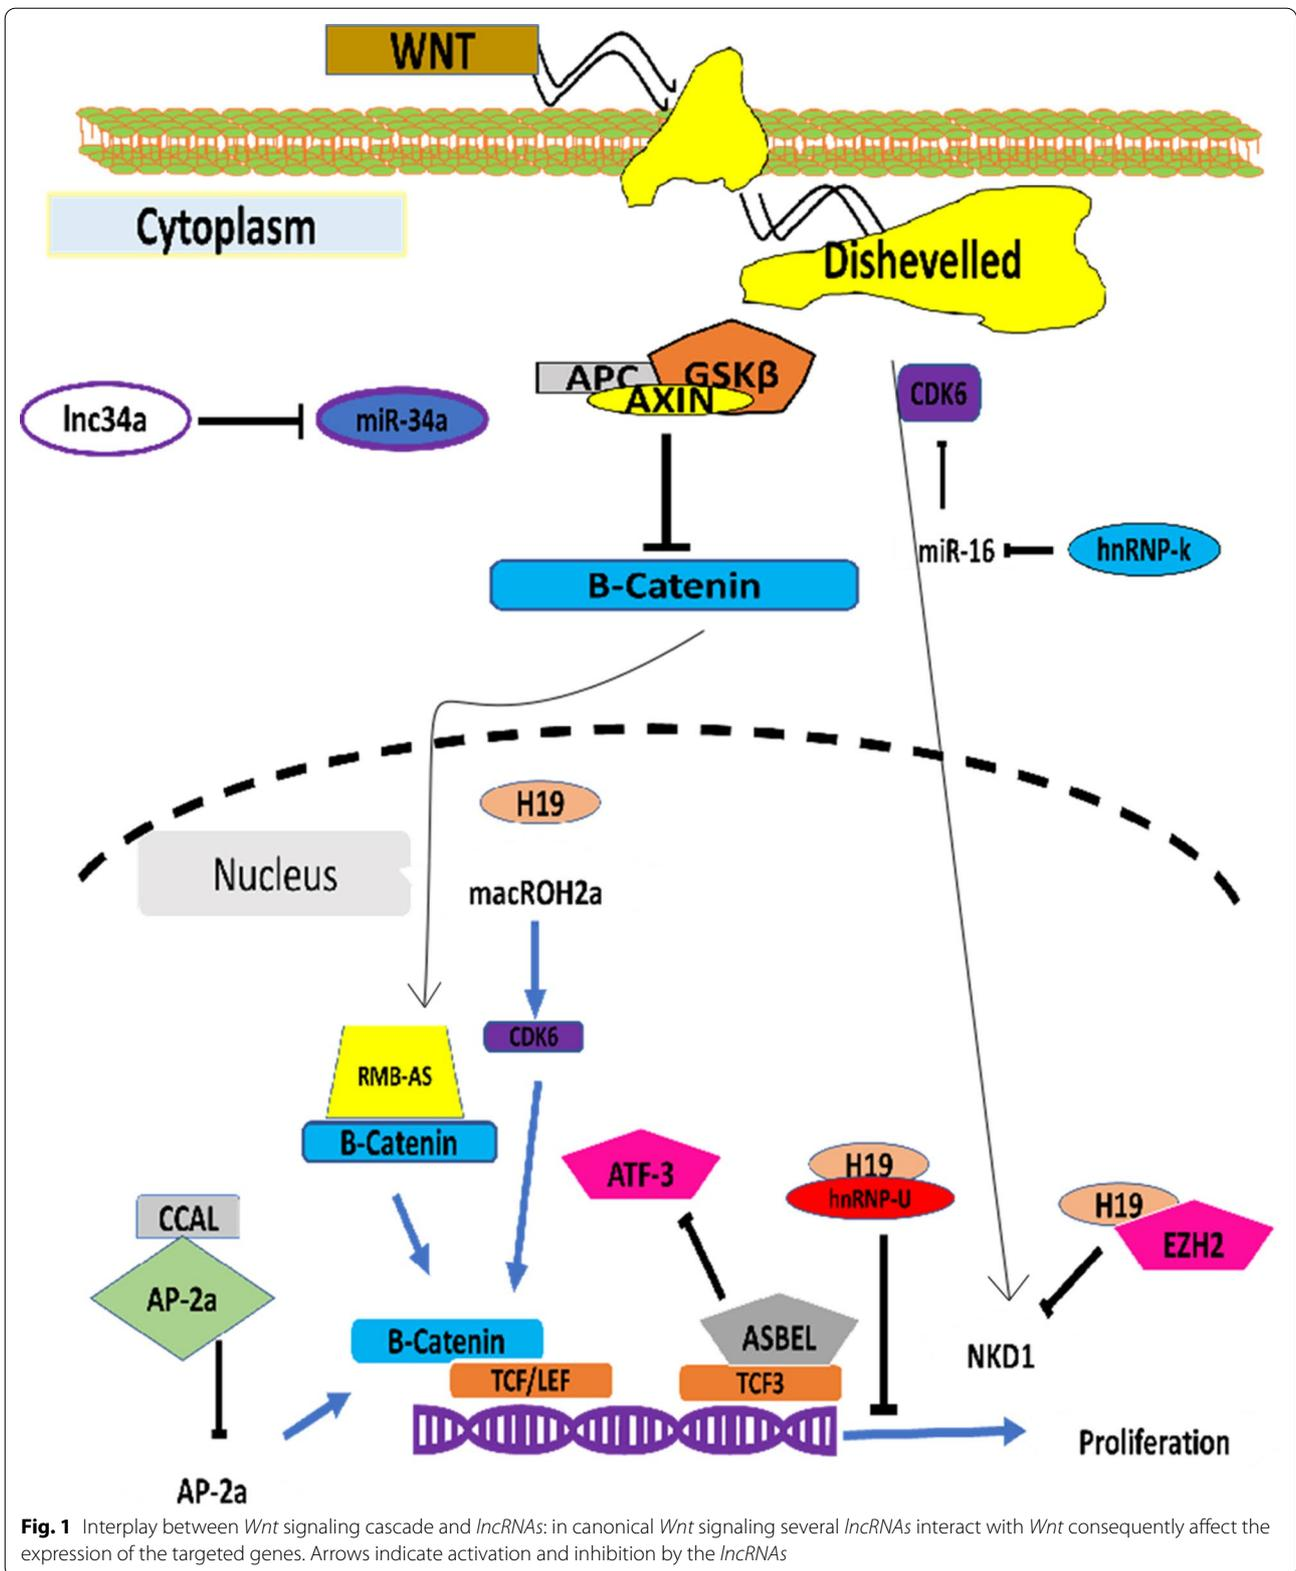 WNT
Cytoplasm
Dishevelled
APC
GSKβ
AXIN
CDK6
lnc34a
miR-34a
miR-16
hnRNP-k
B-Catenin
H19
Nucleus
macROH2a
CDK6
RMB-AS
B-Catenin
ATF-3
H19
hnRNP-U
H19
EZH2
CCAL
AP-2a
B-Catenin
ASBEL
NKD1
TCF/LEF
TCF3
Proliferation
AP-2a
Fig. 1 Interplay between Wnt signaling cascade and lncRNAs: in canonical Wnt signaling several lncRNAs interact with Wnt consequently affect the
expression of the targeted genes. Arrows indicate activation and inhibition by the lncRNAs